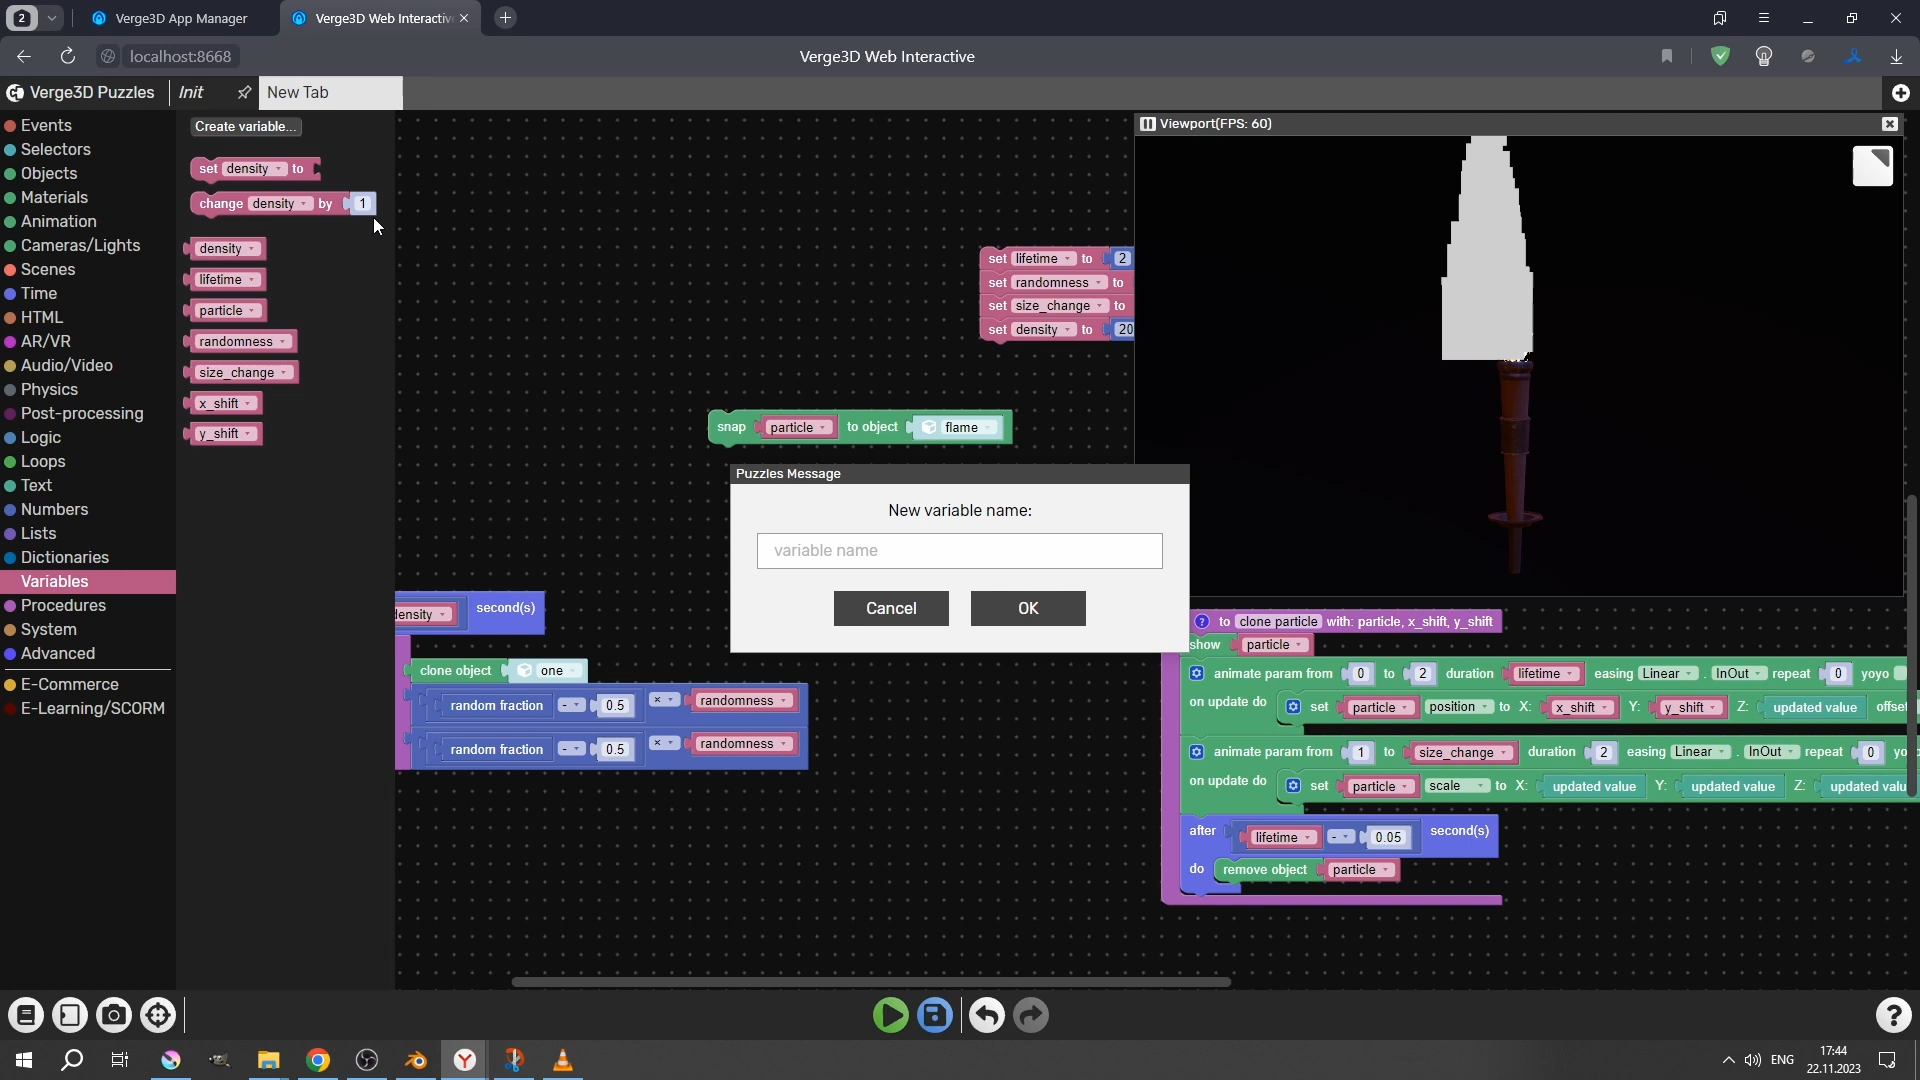 2
Verge3D App Manager
Verge3D Web Interactiv
localhost:8668
Verge3D Web Interactive
Verge3D Puzzles
Init
New Tab
Events
Selectors
Objects
Materials
Animation
Cameras/Lights
Scenes
Time
HTML
AR/VR
Audio/Video
Physics
Post-processing
Logic
Loops
Text
Numbers
Lists
Dictionaries
Variables
Procedures
System
Advanced
E-Commerce
E-Learning/SCORM
Create variable...
set density to
change density by 1
density
lifetime
particle
randomness
size_change
x_shift
y_shift
set lifetime to 2
set randomness to
set size_change to
set density to 20
snap particle to object flame
Viewport(FPS: 60)
Puzzles Message
New variable name:
variable name
Cancel
OK
density second(s)
clone object one
random fraction - 0.5 × randomness
random fraction - 0.5 × randomness
? to clone particle with: particle, x_shift, y_shift
show particle
animate param from 0 to 2 duration lifetime easing Linear . InOut repeat 0 yoyo
on update do set particle position to X: x_shift Y: y_shift Z: updated value offset
animate param from 1 to size_change duration 2 easing Linear . InOut repeat 0 yo
on update do set particle scale to X: updated value Y: updated value Z: updated valu
after lifetime - 0.05 second(s)
do remove object particle
?
ENG
17:44
22.11.2023